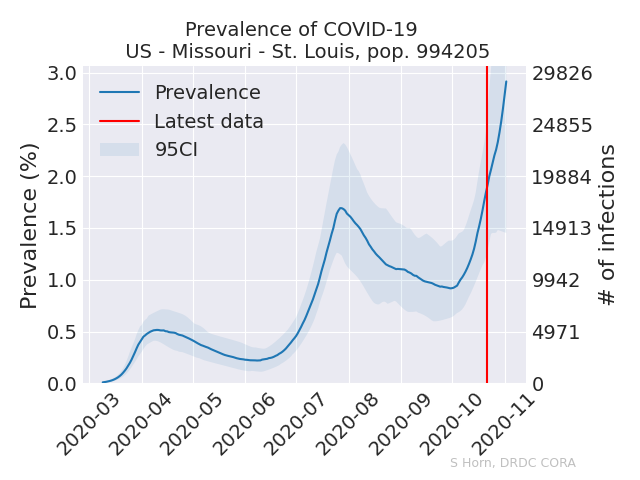 Prevalence of COVID-19
US - Missouri - St. Louis, pop. 994205
Prevalence
Latest data
95CI
Prevalence (%)
3.0
2.5
2.0
1.5
1.0
0.5
0.0
29826
24855
19884
14913
9942
4971
0
# of infections
2020-03
2020-04
2020-05
2020-06
2020-07
2020-08
2020-09
2020-10
2020-11
S Horn, DRDC CORA